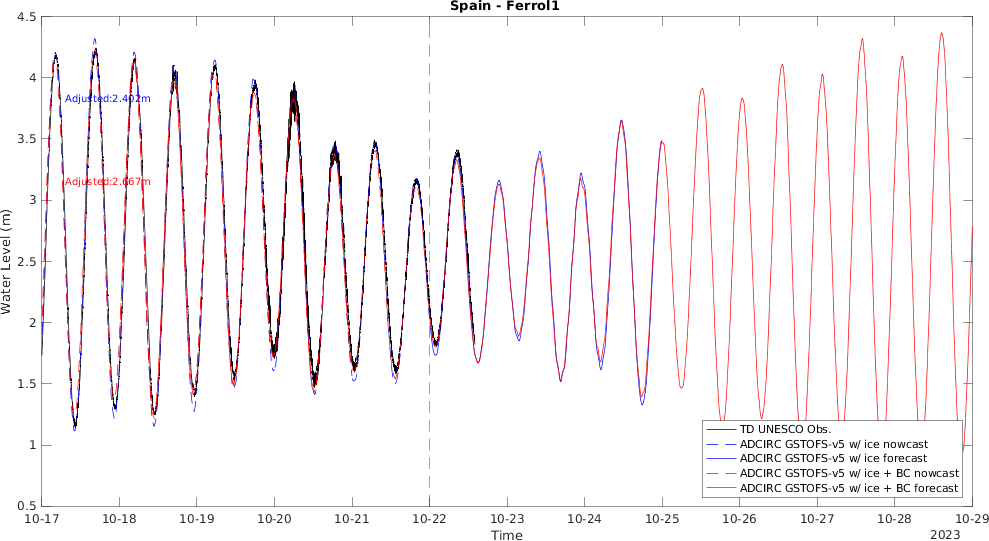 Spain - Ferrol1
4.5
4
3.5
3
2.5
2
1.5
1
0.5
Water Level (m)
Adjusted:2.402m
Adjusted:2.667m
TD UNESCO Obs.
ADCIRC GSTOFS-v5 w/ ice nowcast
ADCIRC GSTOFS-v5 w/ ice forecast
ADCIRC GSTOFS-v5 w/ ice + BC nowcast
ADCIRC GSTOFS-v5 w/ ice + BC forecast
10-17 10-18 10-19 10-20 10-21 10-22 10-23 10-24 10-25 10-26 10-27 10-28 10-29
Time
2023